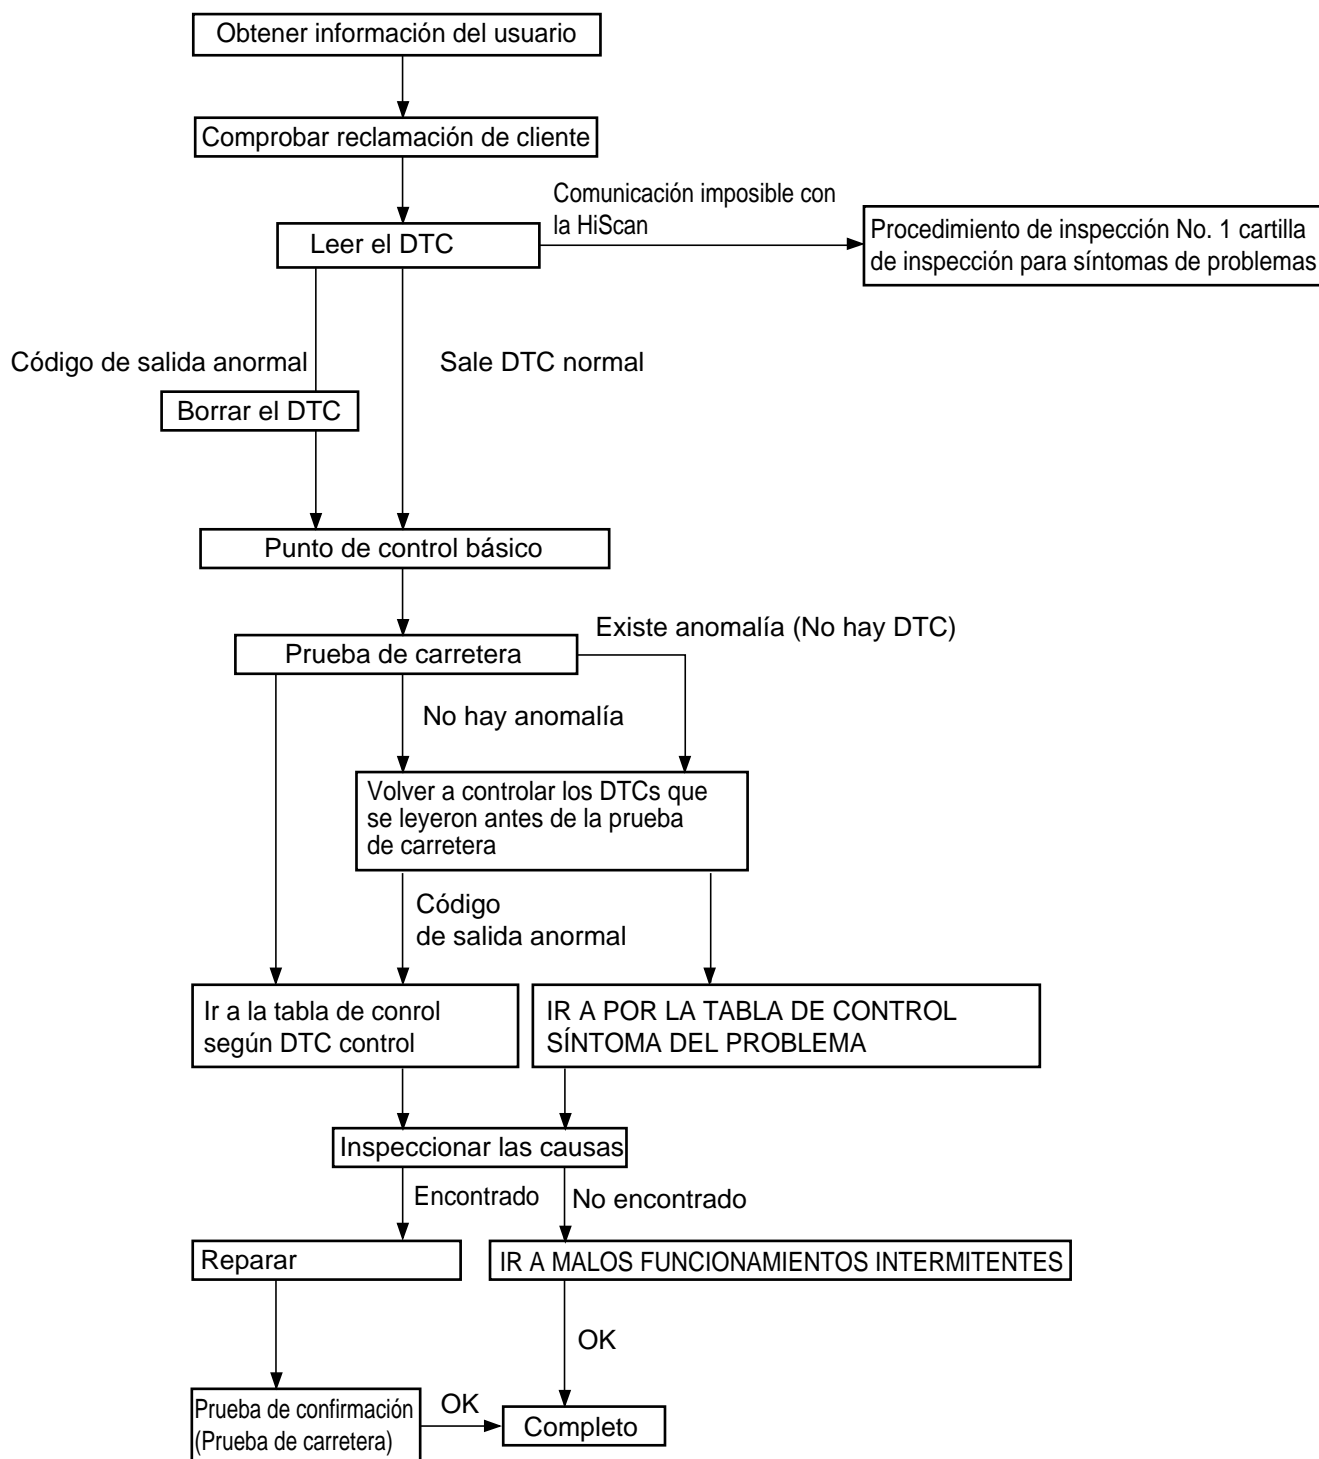 Obtener información del usuario
Comprobar reclamación de cliente
Comunicación imposible con
la HiScan
Leer el DTC
Procedimiento de inspección No. 1 cartilla
de inspección para síntomas de problemas
Código de salida anormal
Sale DTC normal
Borrar el DTC
Punto de control básico
Existe anomalía (No hay DTC)
Prueba de carretera
No hay anomalía
Volver a controlar los DTCs que
se leyeron antes de la prueba
de carretera
Código
de salida anormal
Ir a la tabla de conrol
según DTC control
IR A POR LA TABLA DE CONTROL
SÍNTOMA DEL PROBLEMA
Inspeccionar las causas
Encontrado
No encontrado
Reparar
IR A MALOS FUNCIONAMIENTOS INTERMITENTES
OK
Prueba de confirmación
(Prueba de carretera)
OK
Completo